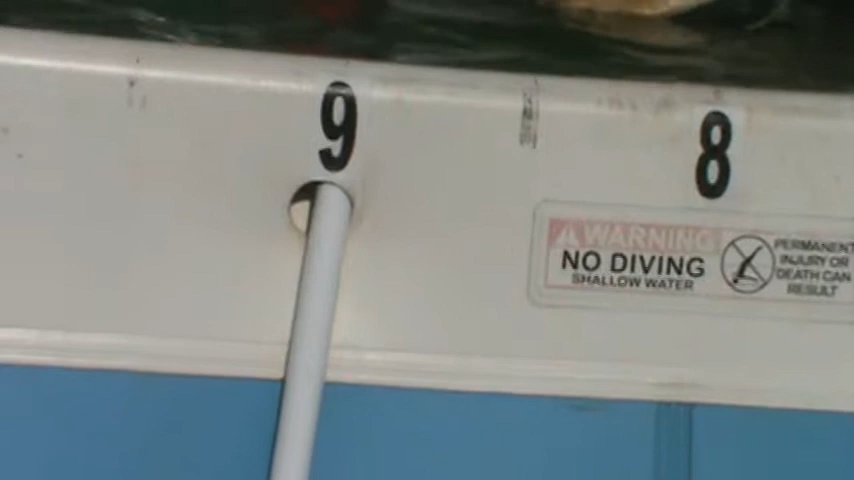 9
8
WARNING
NO DIVING
SHALLOW WATER
PERMANENT
INJURY OR
DEATH CAN
RESULT